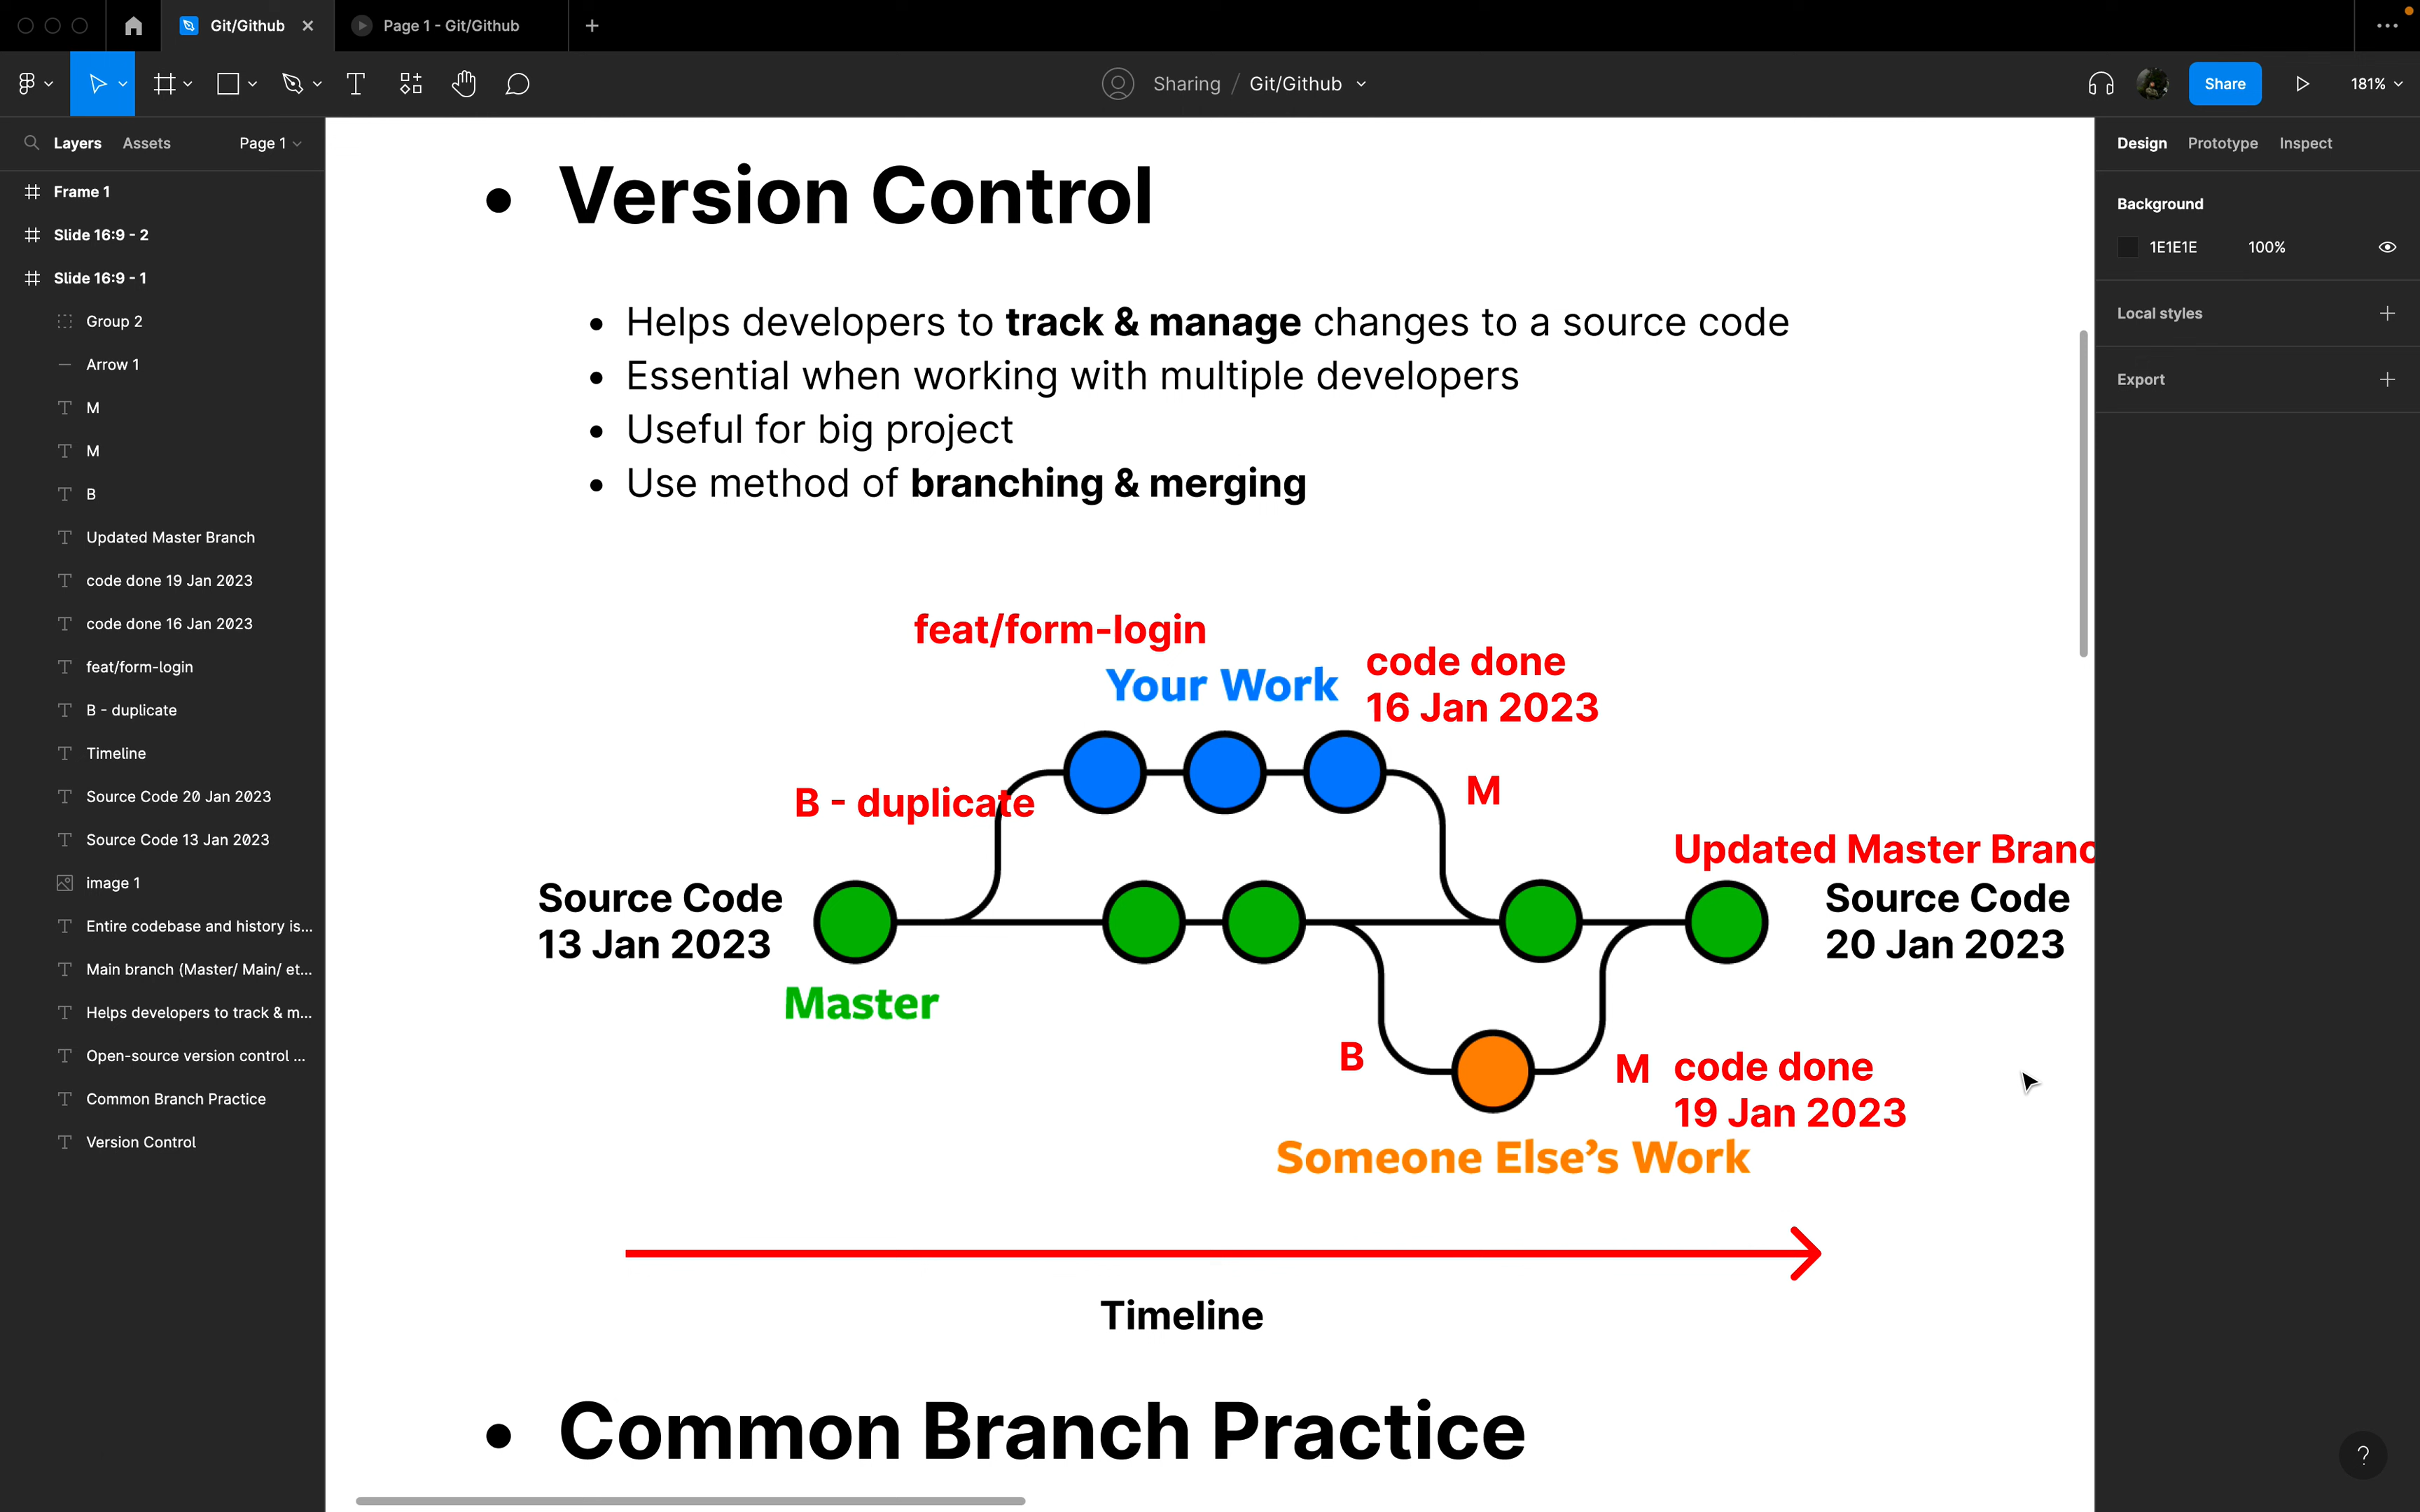 Git/Github
Page 1 - Git/Github
Sharing / Git/Github
Share
181%
Layers
Assets
Page 1
Frame 1
Slide 16:9 - 2
Slide 16:9 - 1
Group 2
Arrow 1
M
M
B
Updated Master Branch
code done 19 Jan 2023
code done 16 Jan 2023
feat/form-login
B - duplicate
Timeline
Source Code 20 Jan 2023
Source Code 13 Jan 2023
image 1
Entire codebase and history is...
Main branch (Master/ Main/ et...
Helps developers to track & m...
Open-source version control ...
Common Branch Practice
Version Control
• Version Control
• Helps developers to track & manage changes to a source code
• Essential when working with multiple developers
• Useful for big project
• Use method of branching & merging
feat/form-login
Your Work
code done
16 Jan 2023
B - duplicate
M
Updated Master Branc
Source Code
13 Jan 2023
Source Code
20 Jan 2023
Master
B
M
code done
19 Jan 2023
Someone Else's Work
Timeline
• Common Branch Practice
Design
Prototype
Inspect
Background
1E1E1E
100%
Local styles
Export
?